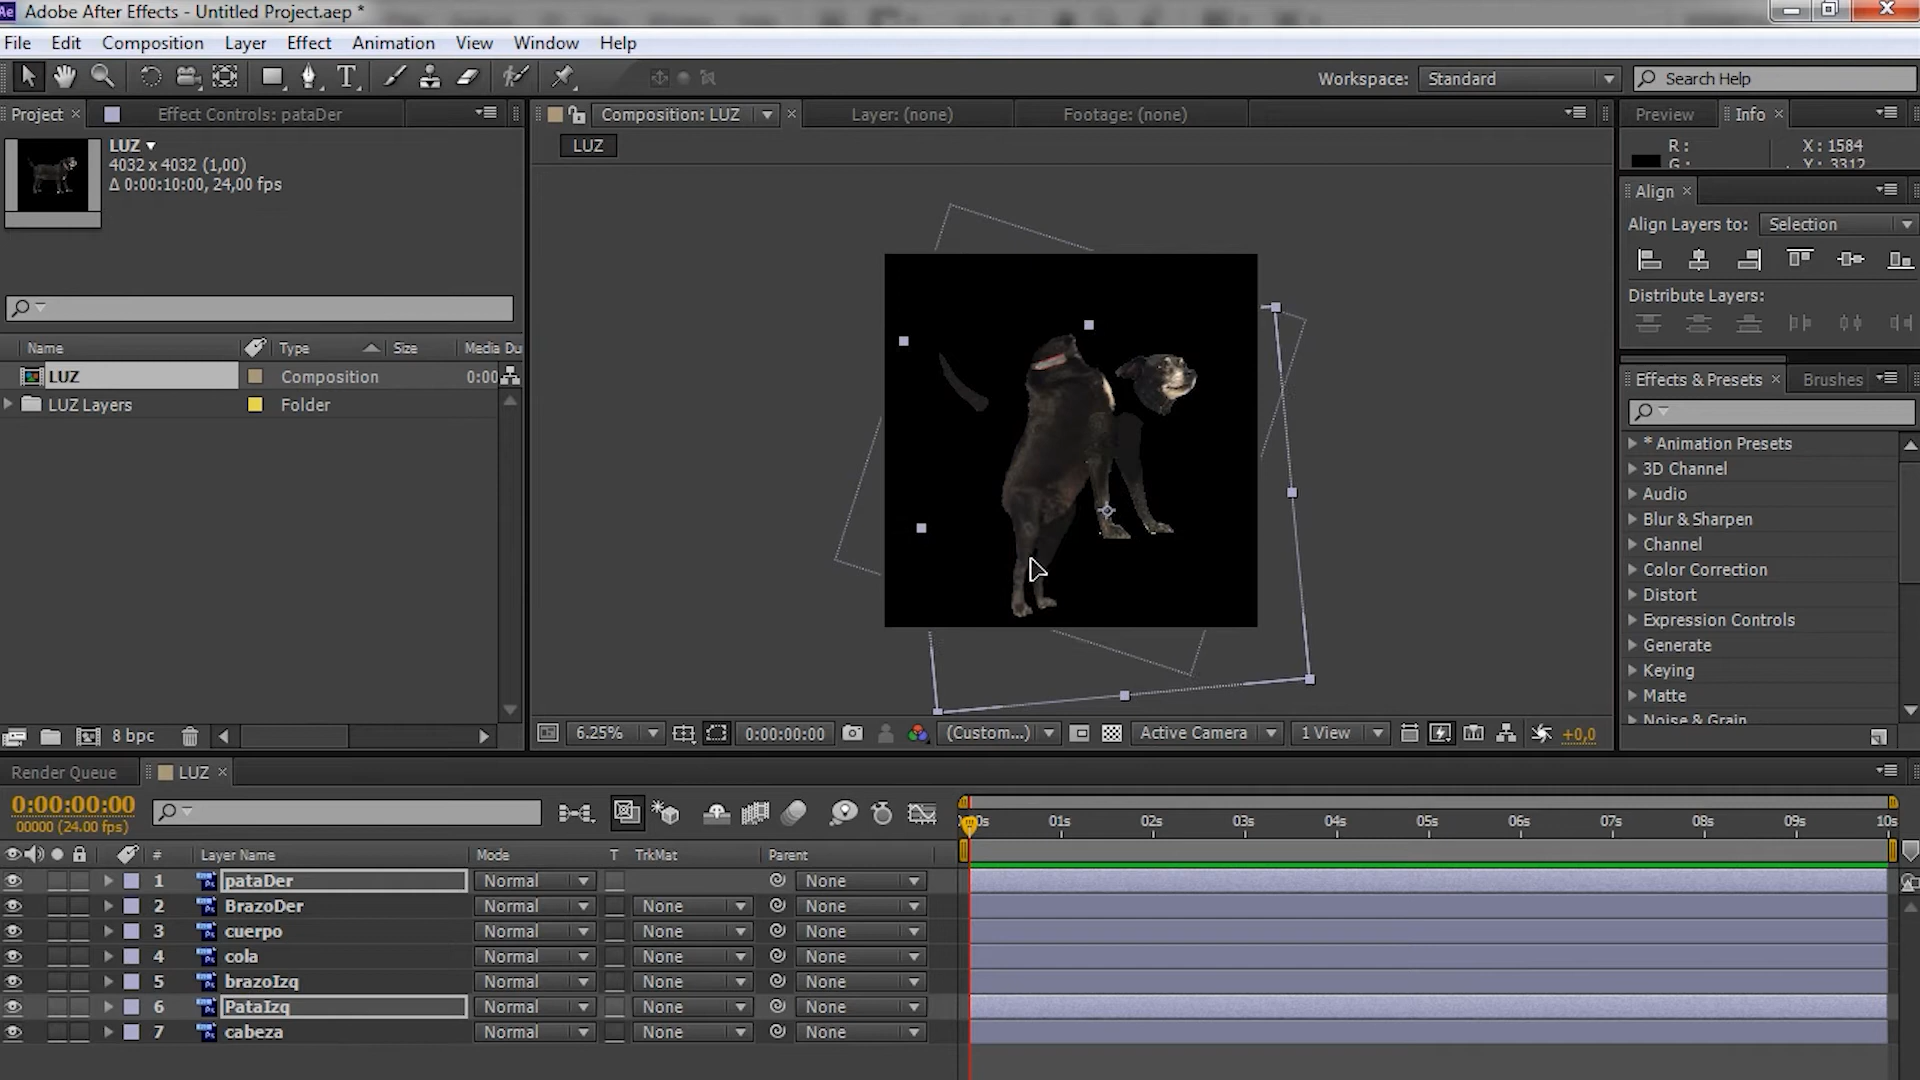 Adobe After Effects - Untitled Project.aep *
File Edit Composition Layer Effect Animation View Window Help
Workspace: Standard Search Help
Project Effect Controls: pataDer Composition: LUZ Layer: (none) Footage: (none) Preview Info
LUZ
LUZ
4032 x 4032 (1,00)
Δ 0:00:10:00, 24,00 fps
R :
G :
X : 1584
Y : 3312
Align
Align Layers to: Selection
Distribute Layers:
Name Type Size Media Du
LUZ Composition 0:00
LUZ Layers Folder
Effects & Presets Brushes
* Animation Presets
3D Channel
Audio
Blur & Sharpen
Channel
Color Correction
Distort
Expression Controls
Generate
Keying
Matte
Noise & Grain
8 bpc
6.25% 0:00:00:00 (Custom...) Active Camera 1 View +0,0
Render Queue LUZ
0:00:00:00
00000 (24.00 fps)
0s 01s 02s 03s 04s 05s 06s 07s 08s 09s 10s
# Layer Name Mode T TrkMat Parent
1 pataDer Normal None
2 BrazoDer Normal None None
3 cuerpo Normal None None
4 cola Normal None None
5 brazoIzq Normal None None
6 PataIzq Normal None None
7 cabeza Normal None None